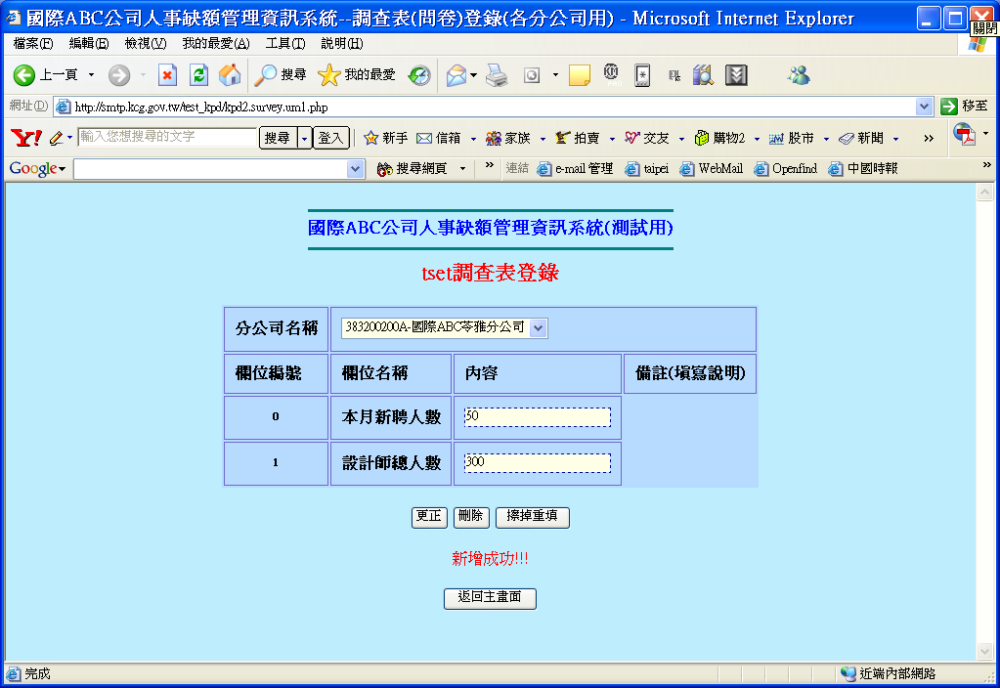 國際ABC公司人事缺額管理資訊系統--調查表(問卷)登錄(各分公司用) - Microsoft Internet Explorer
關閉
檔案(F) 編輯(E) 檢視(V) 我的最愛(A) 工具(T) 說明(H)
上一頁 搜尋 我的最愛
網址(D) http://smtp.kcg.gov.tw/test_kpd/kpd2.survey.um1.php 移至
Y! 輸入您想搜尋的文字 搜尋 登入 新手 信箱 家族 拍賣 交友 購物2 股市 新聞 »
Google 搜尋網頁 » 連結 e-mail 管理 taipei WebMail Openfind 中國時報 »
國際ABC公司人事缺額管理資訊系統(測試用)
tset調查表登錄
分公司名稱 383200200A-國際ABC苓雅分公司
欄位編號 欄位名稱 內容 備註(填寫說明)
0 本月新聘人數 50
1 設計師總人數 300
更正 刪除 擦掉重填
新增成功!!!
返回主畫面
完成 近端內部網路